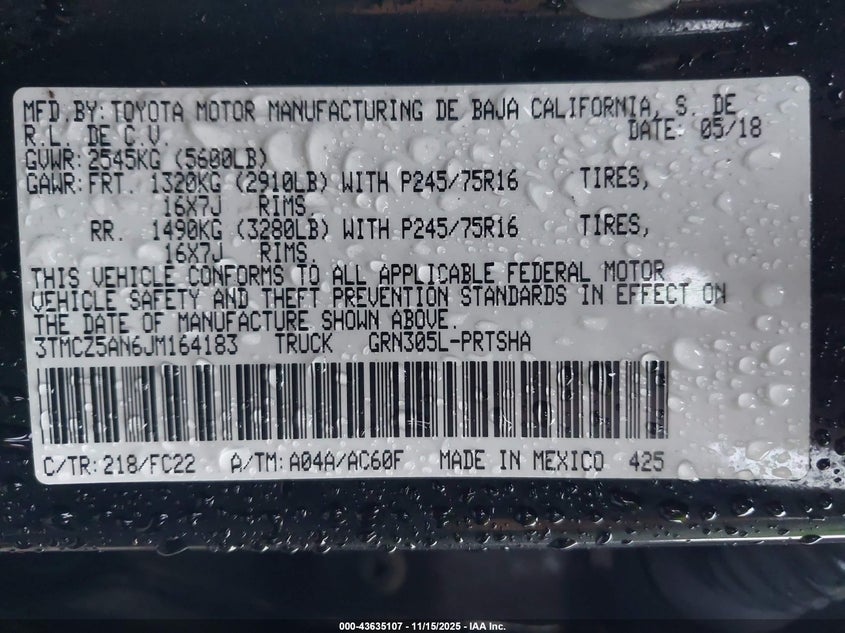 MFD.BY: TOYOTA MOTOR MANUFACTURING DE BAJA CALIFORNIA, S. DE
R.L. DE C.V. DATE: 05/18
GVWR: 2545KG (5600LB)
GAWR: FRT. 1320KG (2910LB) WITH P245/75R16 TIRES,
16X7J RIMS.
RR. 1490KG (3280LB) WITH P245/75R16 TIRES,
16X7J RIMS.
THIS VEHICLE CONFORMS TO ALL APPLICABLE FEDERAL MOTOR
VEHICLE SAFETY AND THEFT PREVENTION STANDARDS IN EFFECT ON
THE DATE OF MANUFACTURE SHOWN ABOVE.
3TMCZ5AN6JM164183 TRUCK GRN305L-PRTSHA
C/TR: 218/FC22 A/TM: A04A/AC60F MADE IN MEXICO 425
000-43635107 - 11/15/2025 - IAA Inc.